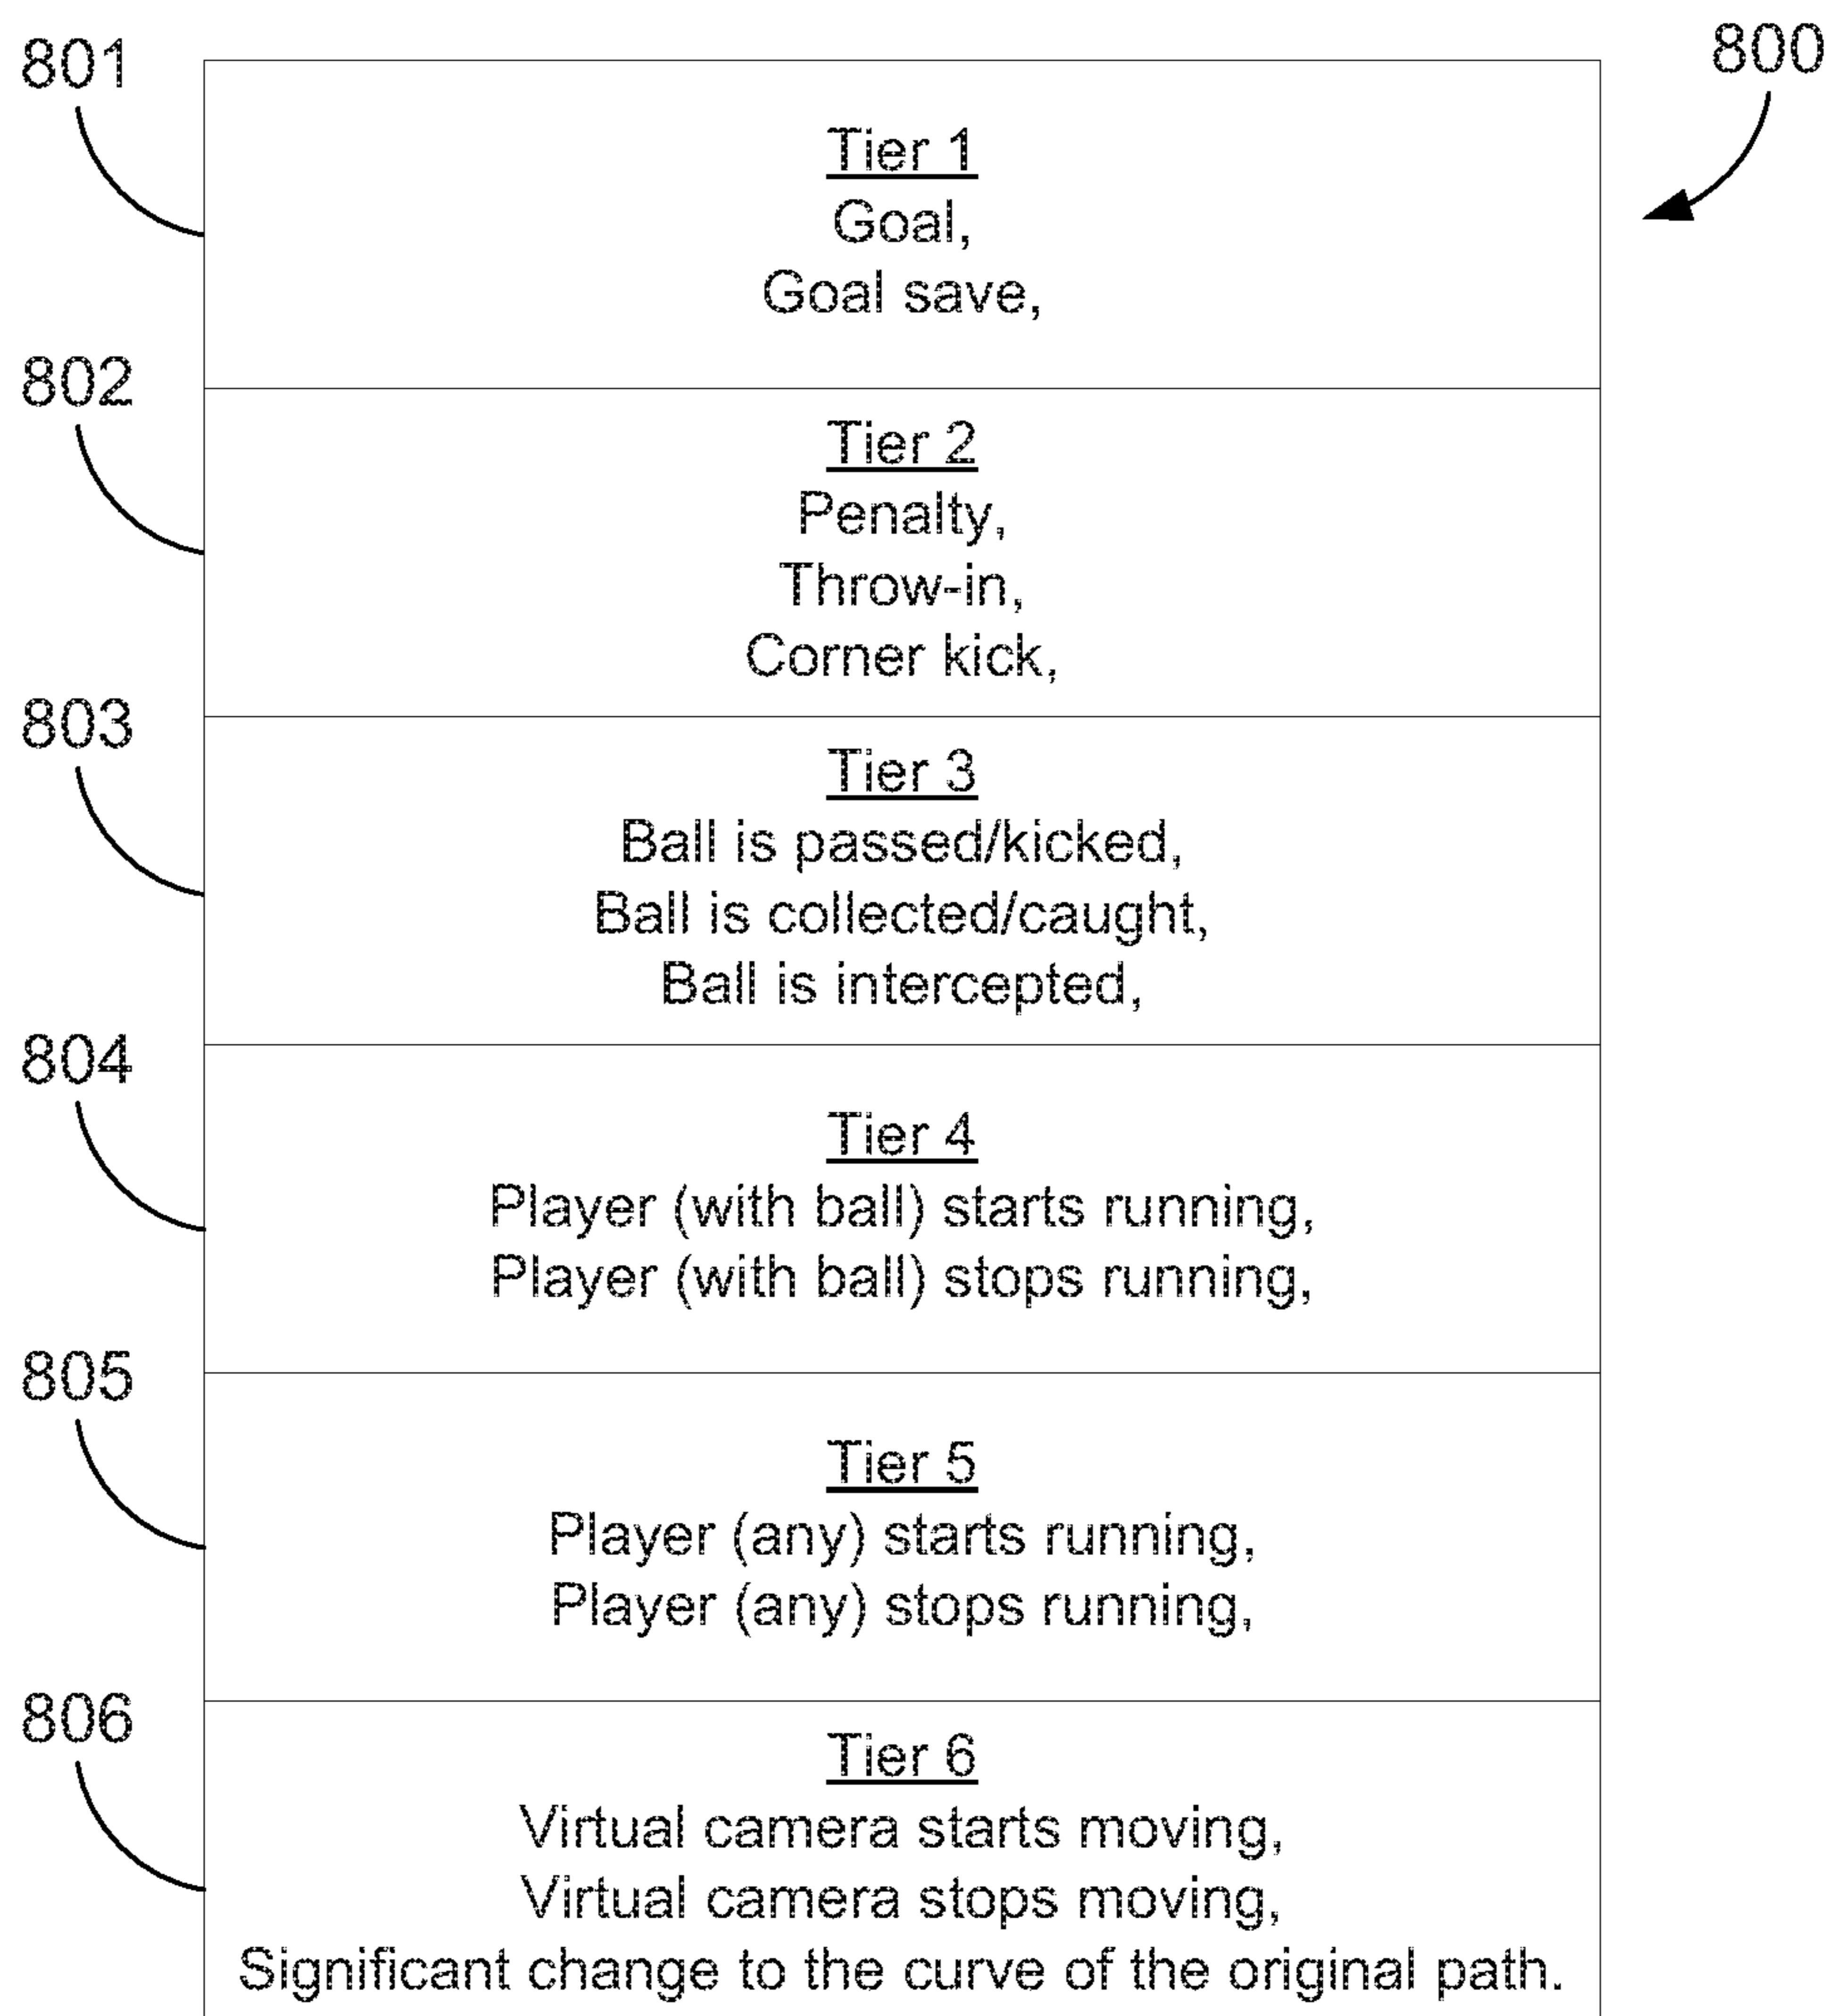 800
801
Tier 1
Goal,
Goal save,
802
Tier 2
Penalty,
Throw-in,
Corner kick,
803
Tier 3
Ball is passed/kicked,
Ball is collected/caught,
Ball is intercepted,
804
Tier 4
Player (with ball) starts running,
Player (with ball) stops running,
805
Tier 5
Player (any) starts running,
Player (any) stops running,
806
Tier 6
Virtual camera starts moving,
Virtual camera stops moving,
Significant change to the curve of the original path.